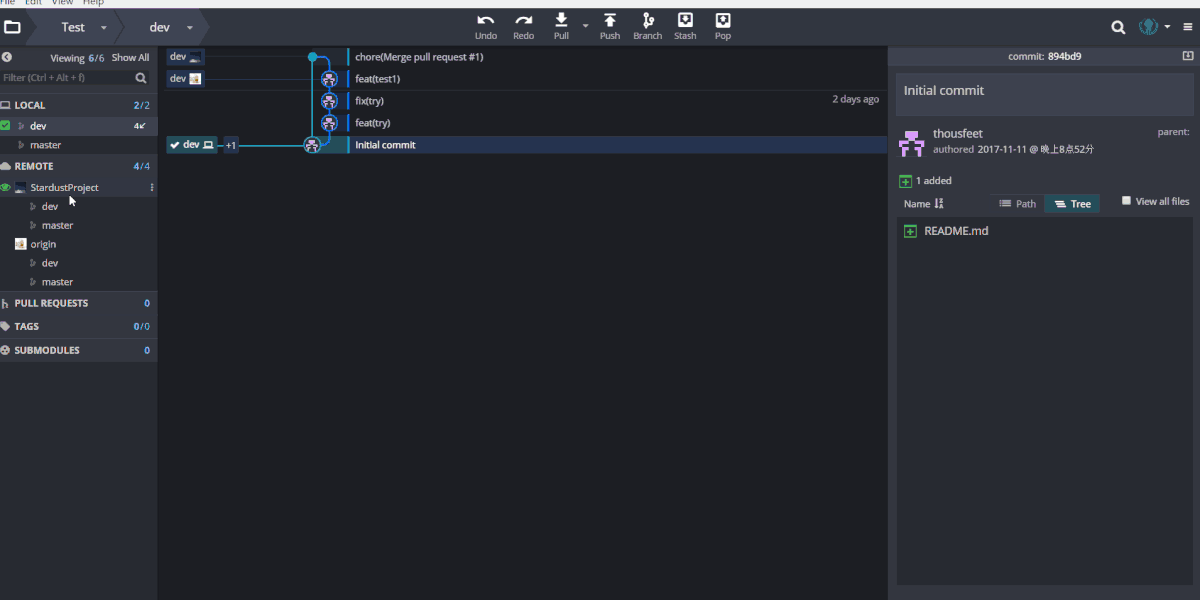 File Edit View Help
Test dev
Undo Redo Pull Push Branch Stash Pop
Viewing 6/6 Show All
Filter (Ctrl + Alt + f)
LOCAL 2/2
dev 4↙
master
REMOTE 4/4
StardustProject
dev
master
origin
dev
master
PULL REQUESTS 0
TAGS 0/0
SUBMODULES 0
dev chore(Merge pull request #1)
dev feat(test1)
fix(try) 2 days ago
feat(try)
dev +1 Initial commit
commit: 894bd9
Initial commit
thousfeet parent:
authored 2017-11-11 @ 晚上8点52分
1 added
Name Path Tree View all files
README.md